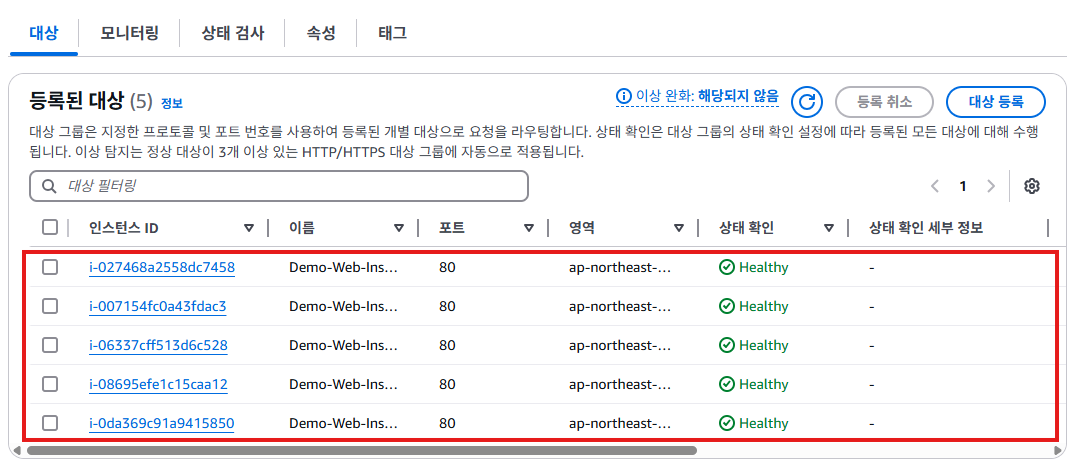 대상 모니터링 상태 검사 속성 태그
등록된 대상 (5) 정보
이상 완화: 해당되지 않음
등록 취소
대상 등록
대상 그룹은 지정한 프로토콜 및 포트 번호를 사용하여 등록된 개별 대상으로 요청을 라우팅합니다. 상태 확인은 대상 그룹의 상태 확인 설정에 따라 등록된 모든 대상에 대해 수행
됩니다. 이상 탐지는 정상 대상이 3개 이상 있는 HTTP/HTTPS 대상 그룹에 자동으로 적용됩니다.
대상 필터링
1
인스턴스 ID 이름 포트 영역 상태 확인 상태 확인 세부 정보
i-027468a2558dc7458 Demo-Web-Ins... 80 ap-northeast-... Healthy -
i-007154fc0a43fdac3 Demo-Web-Ins... 80 ap-northeast-... Healthy -
i-06337cff513d6c528 Demo-Web-Ins... 80 ap-northeast-... Healthy -
i-08695efe1c15caa12 Demo-Web-Ins... 80 ap-northeast-... Healthy -
i-0da369c91a9415850 Demo-Web-Ins... 80 ap-northeast-... Healthy -